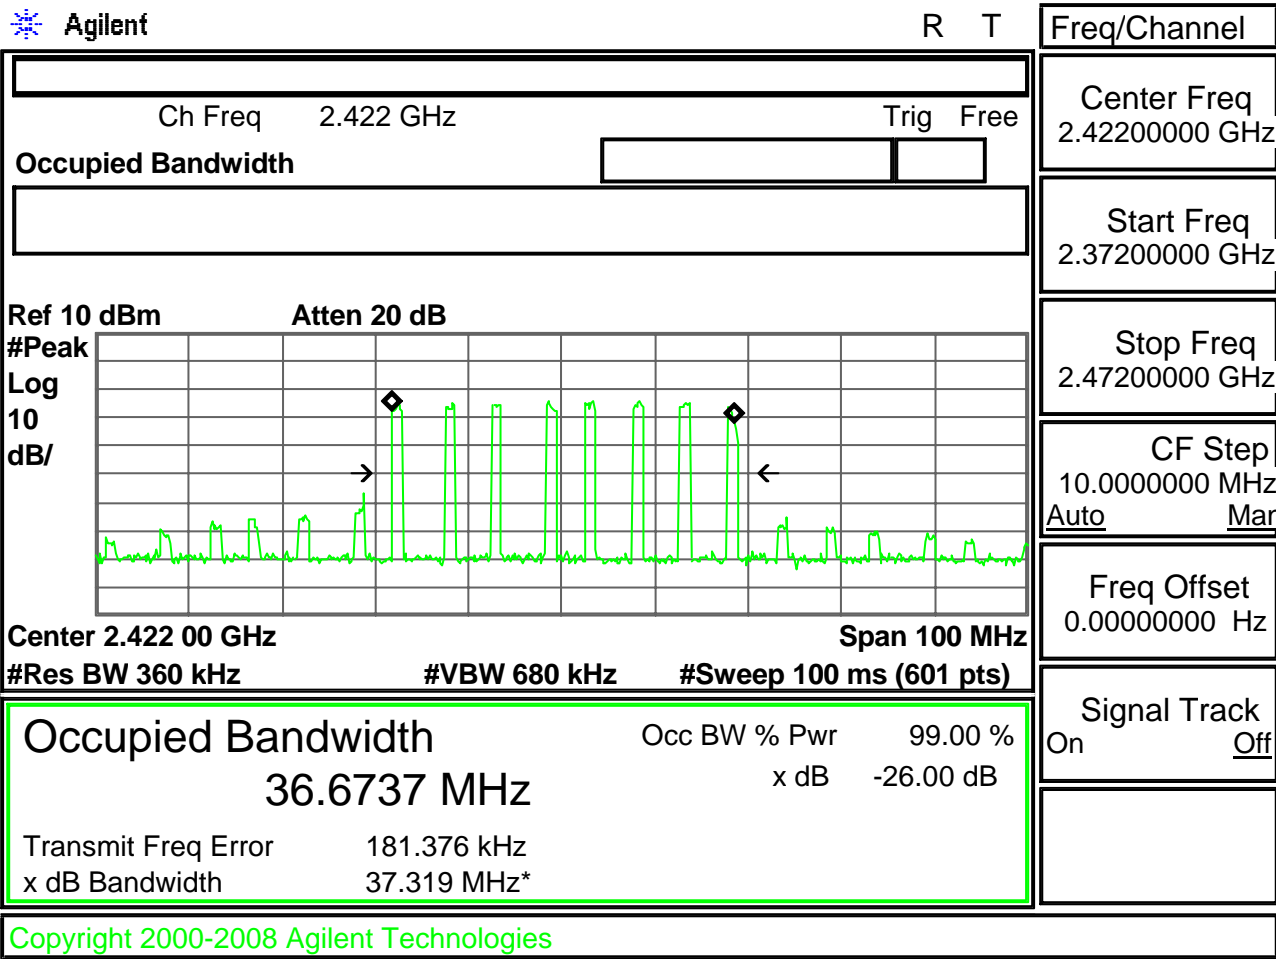 Agilent R T Freq/Channel
Ch Freq 2.422 GHz Trig Free
Occupied Bandwidth
Center Freq
2.42200000 GHz
Start Freq
2.37200000 GHz
Stop Freq
2.47200000 GHz
CF Step
10.0000000 MHz
Auto Man
Freq Offset
0.00000000 Hz
Signal Track
On Off
Ref 10 dBm Atten 20 dB
#Peak
Log
10
dB/
Center 2.422 00 GHz Span 100 MHz
#Res BW 360 kHz #VBW 680 kHz #Sweep 100 ms (601 pts)
Occupied Bandwidth
36.6737 MHz
Occ BW % Pwr 99.00 %
x dB -26.00 dB
Transmit Freq Error 181.376 kHz
x dB Bandwidth 37.319 MHz*
Copyright 2000-2008 Agilent Technologies